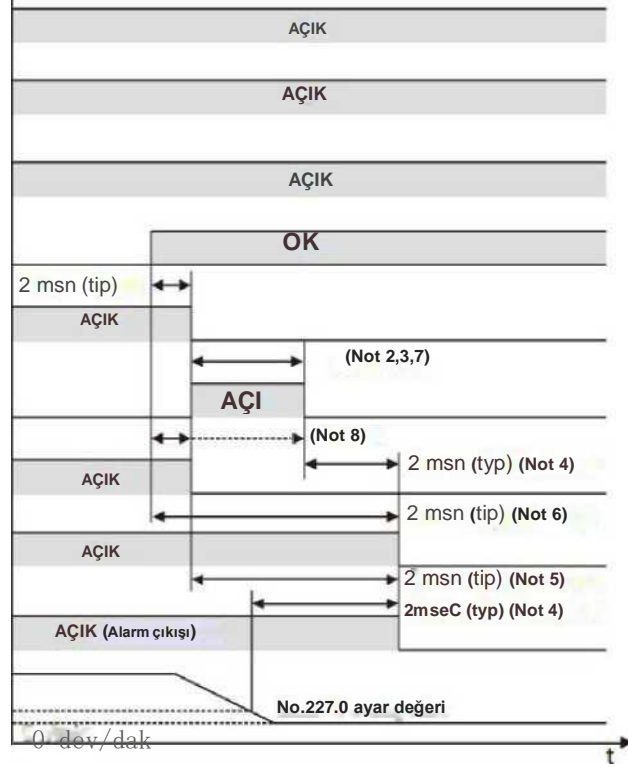 AÇIK
AÇIK
AÇIK
OK
2 msn (tip)
AÇIK
(Not 2,3,7)
AÇI
(Not 8)
2 msn (typ) (Not 4)
AÇIK
2 msn (tip) (Not 6)
AÇIK
2 msn (tip) (Not 5)
2mseC (typ) (Not 4)
AÇIK (Alarm çıkışı)
No.227.0 ayar değeri
0 dev/dak
t